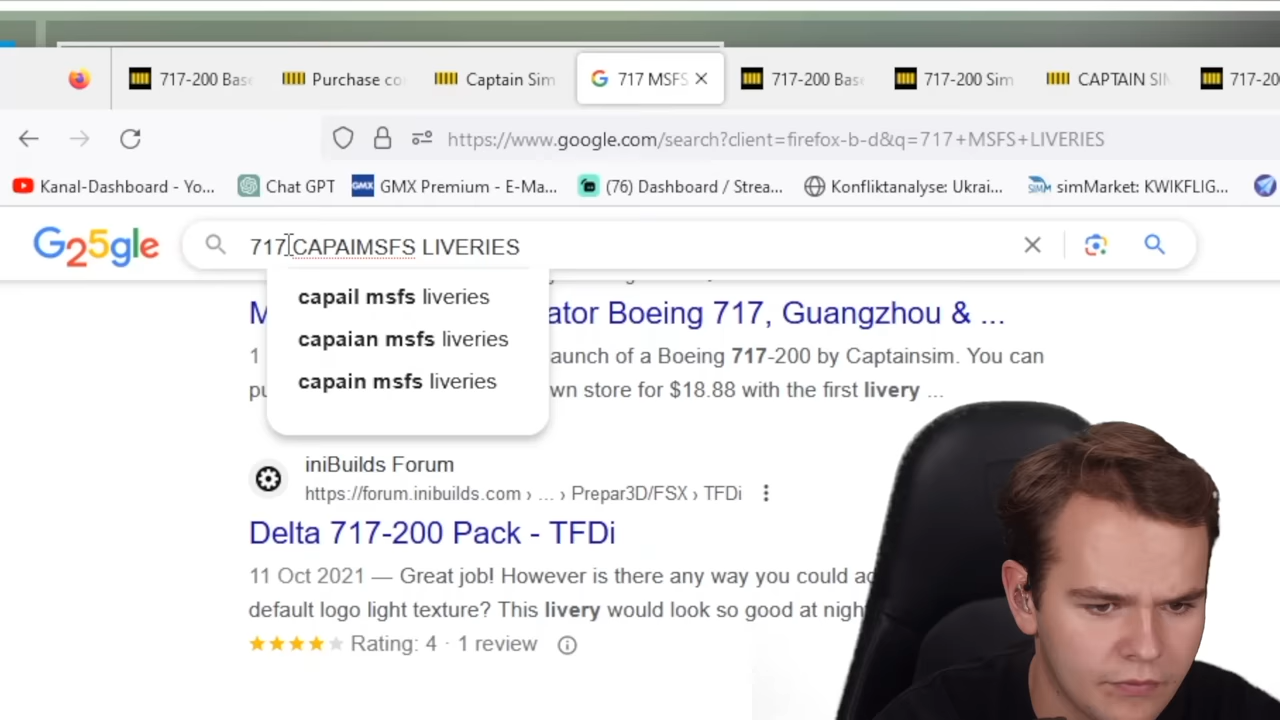 717-200 Bas
Purchase co
Captain Sim
717 MSFS
717-200 Bas
717-200 Sim
CAPTAIN SIM
717-20
https://www.google.com/search?client=firefox-b-d&q=717+MSFS+LIVERIES
Kanal-Dashboard - Yo...
Chat GPT
GMX Premium - E-Ma...
(76) Dashboard / Strea...
Konfliktanalyse: Ukrai...
simMarket: KWIKFLIG...
G25gle
717 CAPAIMSFS LIVERIES
capail msfs liveries
capaian msfs liveries
capain msfs liveries
M
ator Boeing 717, Guangzhou & ...
1
aunch of a Boeing 717-200 by Captainsim. You can
pu
wn store for $18.88 with the first livery ...
iniBuilds Forum
https://forum.inibuilds.com › ... › Prepar3D/FSX › TFDi
Delta 717-200 Pack - TFDi
11 Oct 2021 — Great job! However is there any way you could a
default logo light texture? This livery would look so good at nigh
Rating: 4 · 1 review